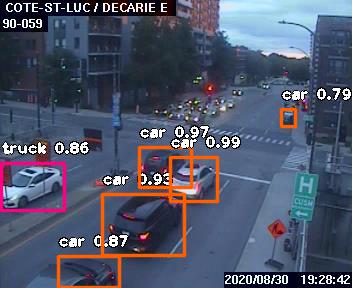 COTE-ST-LUC / DECARIE E
90-059
car 0.79
car 0.97
car 0.99
truck 0.86
car 0.93
car 0.87
H
CUSM
2020/08/30 19:28:42